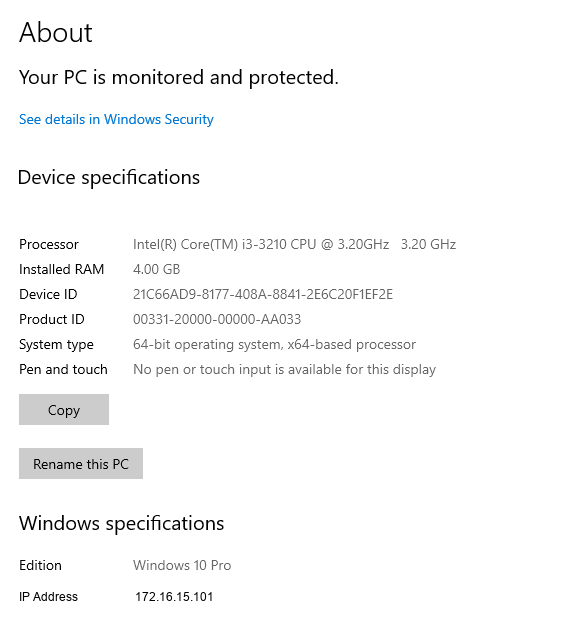 About
Your PC is monitored and protected.
See details in Windows Security
Device specifications
Processor Intel(R) Core(TM) i3-3210 CPU @ 3.20GHz 3.20 GHz
Installed RAM 4.00 GB
Device ID 21C66AD9-8177-408A-8841-2E6C20F1EF2E
Product ID 00331-20000-00000-AA033
System type 64-bit operating system, x64-based processor
Pen and touch No pen or touch input is available for this display
Copy
Rename this PC
Windows specifications
Edition Windows 10 Pro
IP Address 172.16.15.101